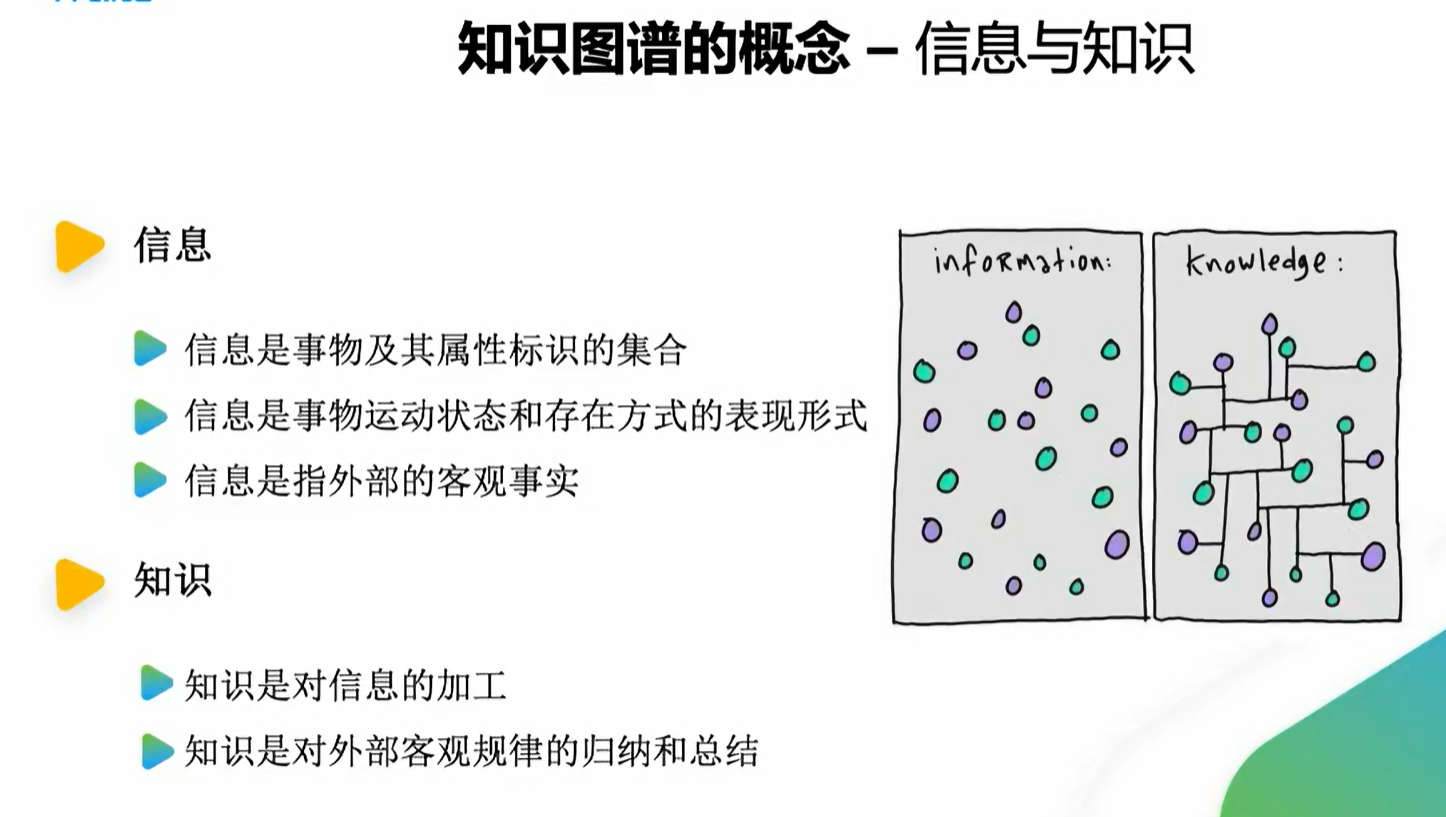 知识图谱的概念 – 信息与知识
信息
信息是事物及其属性标识的集合
信息是事物运动状态和存在方式的表现形式
信息是指外部的客观事实
知识
知识是对信息的加工
知识是对外部客观规律的归纳和总结
information:
knowledge: